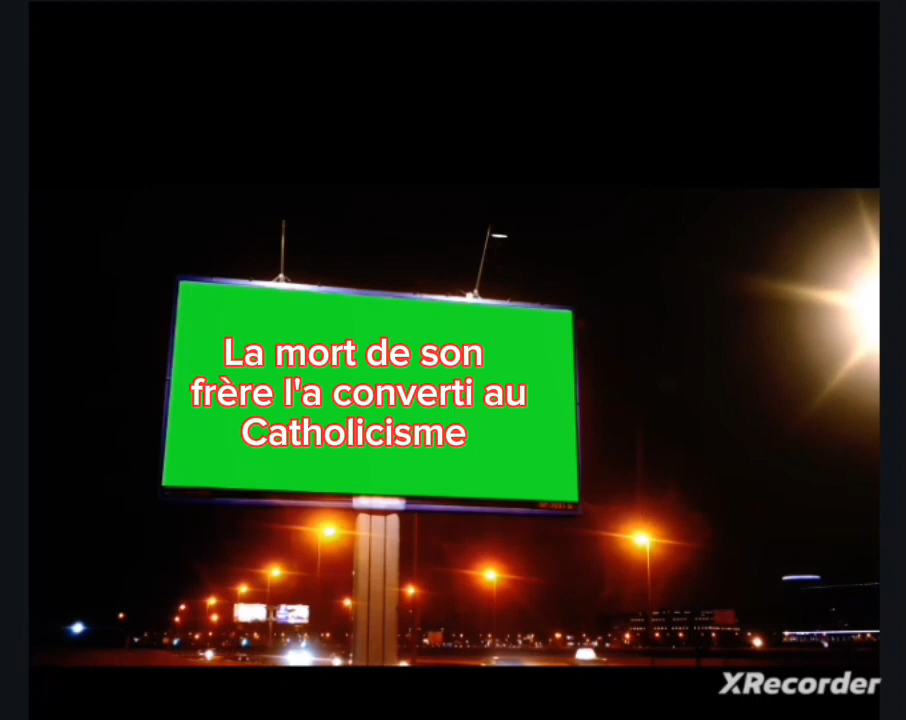 La mort de son
frère l'a converti au
Catholicisme
XRecorder